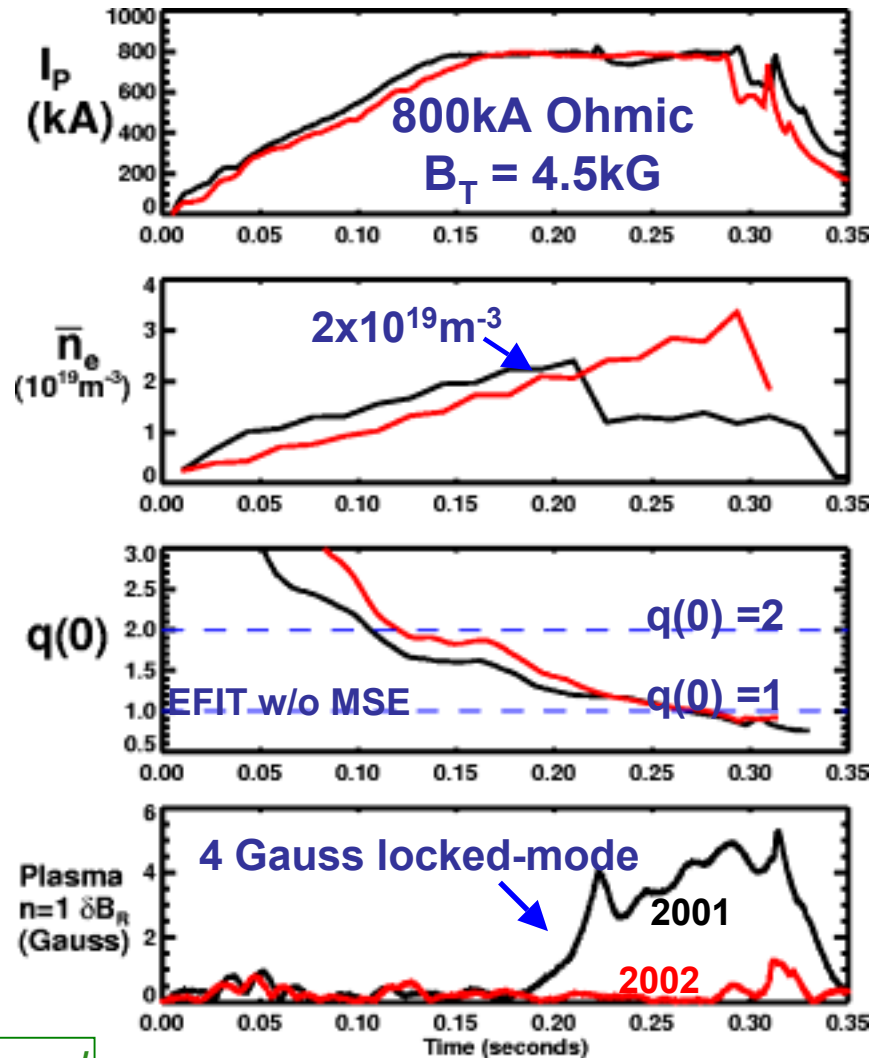 I_P
(kA)
1000
800
600
400
200
0
800kA Ohmic
B_T = 4.5kG
0.00 0.05 0.10 0.15 0.20 0.25 0.30 0.35
n̅_e
(10¹⁹m⁻³)
4
3
2
1
0
2x10¹⁹m⁻³
0.00 0.05 0.10 0.15 0.20 0.25 0.30 0.35
q(0)
3.0
2.5
2.0
1.5
1.0
0.5
q(0) =2
EFIT w/o MSE
q(0) =1
0.00 0.05 0.10 0.15 0.20 0.25 0.30 0.35
Plasma
n=1 δB_R
(Gauss)
6
4
2
0
4 Gauss locked-mode
2001
2002
0.00 0.05 0.10 0.15 0.20 0.25 0.30 0.35
Time (seconds)